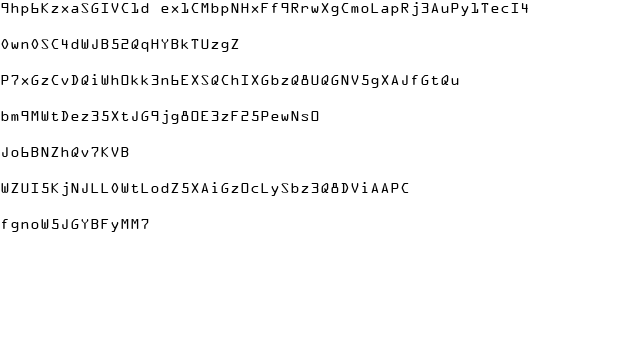 9hp6KzxaSGIVC1d ex1CMbpNHxFf9RrwXgCmoLapRj3AuPy1TecI4
0wn0SC4dWJB52QqHYBkTUzgZ
P7xGzCvDQiWhOkk3n6EXSQChIXGbzQ8UQGNV5gXAJfGtQu
bm9MWtDez35XtJG9jg8OE3zF25PewNsO
Jo6BNZhQv7KVB
WZUI5KjNJLL0WtLodZ5XAiGzOcLySbz3Q8DViAAPC
fgnoW5JGYBFyMM7